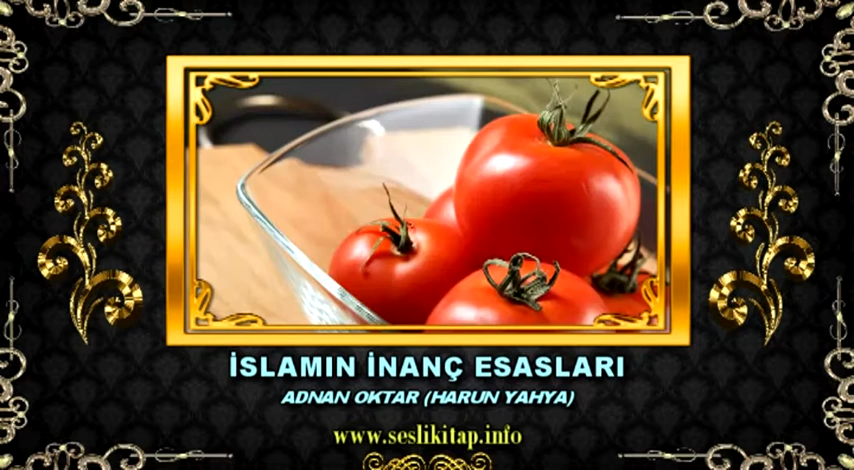 İSLAMIN İNANÇ ESASLARI
ADNAN OKTAR (HARUN YAHYA)
www.seslikitap.info